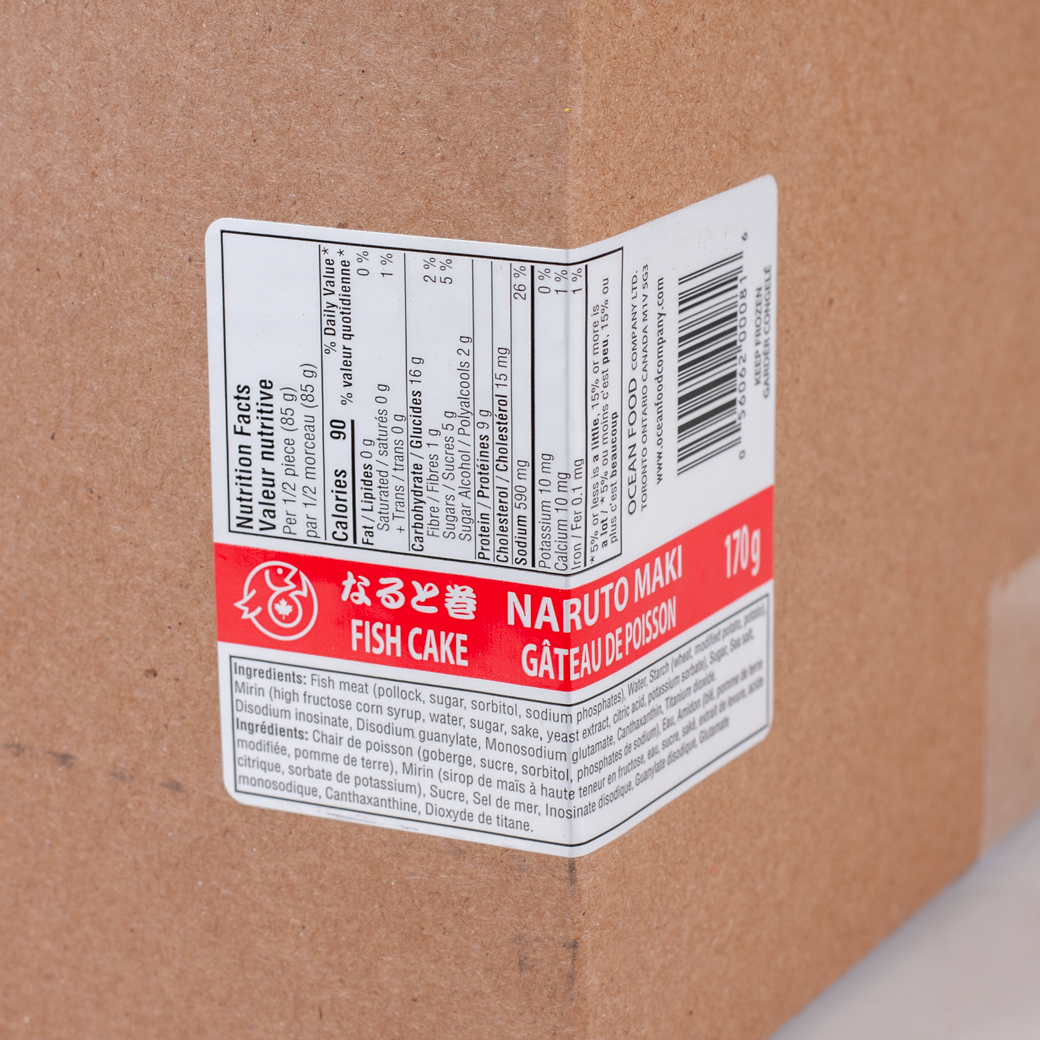 Nutrition Facts
Valeur nutritive
Per 1/2 piece (85 g)
par 1/2 morceau (85 g)
Calories 90
% Daily Value *
% valeur quotidienne *
Fat / Lipides 0 g 0 %
Saturated / saturés 0 g
+ Trans / trans 0 g 1 %
Carbohydrate / Glucides 16 g
Fibre / Fibres 1 g 2 %
Sugars / Sucres 5 g 5 %
Sugar Alcohol / Polyalcools 2 g
Protein / Protéines 9 g
Cholesterol / Cholestérol 15 mg
Sodium 590 mg 26 %
Potassium 10 mg 0 %
Calcium 10 mg 1 %
Iron / Fer 0.1 mg 1 %
* 5% or less is a little, 15% or more is
a lot / * 5% ou moins c'est peu, 15% ou
plus c'est beaucoup
OCEAN FOOD COMPANY LTD.
TORONTO ONTARIO CANADA M1V 5G3
www.oceanfoodcompany.com
0 56062 00081 6
KEEP FROZEN
GARDER CONGELÉ
なると巻
FISH CAKE
NARUTO MAKI
GÂTEAU DE POISSON
170 g
Ingredients: Fish meat (pollock, sugar, sorbitol, sodium phosphates), Water, Starch (wheat, modified potato, potato),
Mirin (high fructose corn syrup, water, sugar, sake, yeast extract, citric acid, potassium sorbate), Sugar, Sea salt,
Disodium inosinate, Disodium guanylate, Monosodium glutamate, Canthaxanthin, Titanium dioxide.
Ingrédients: Chair de poisson (goberge, sucre, sorbitol, phosphates de sodium), Eau, Amidon (blé, pomme de terre
modifiée, pomme de terre), Mirin (sirop de maïs à haute teneur en fructose, eau, sucre, saké, extrait de levure, acide
citrique, sorbate de potassium), Sucre, Sel de mer, Inosinate disodique, Guanylate disodique, Glutamate
monosodique, Canthaxanthine, Dioxyde de titane.